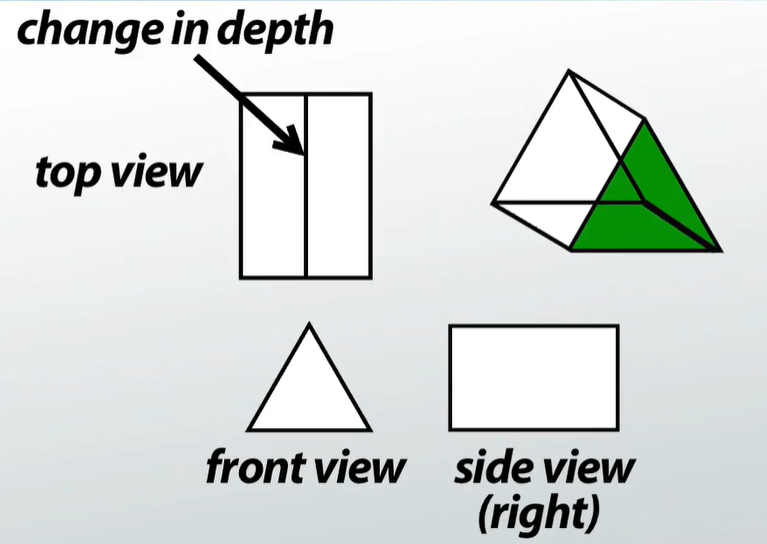 change in depth
top view
front view
side view
(right)